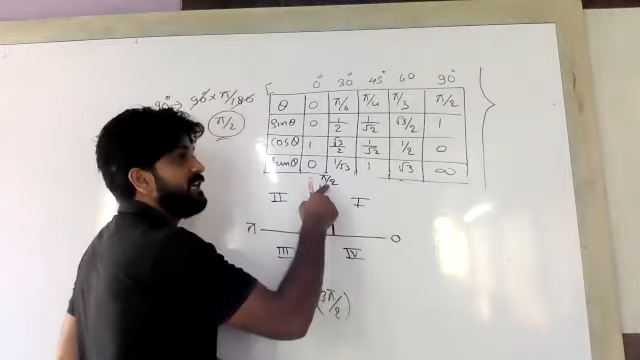 0° 30° 45° 60 90°
90° → 90° × π/180
θ 0 π/6 π/4 π/3 π/2
π/2
sinθ 0 1/2 1/√2 √3/2 1
cosθ 1 √3/2 1/√2 1/2 0
tanθ 0 1/√3 1 √3 ∞
π/2
II I
π 0
III IV
3π/2